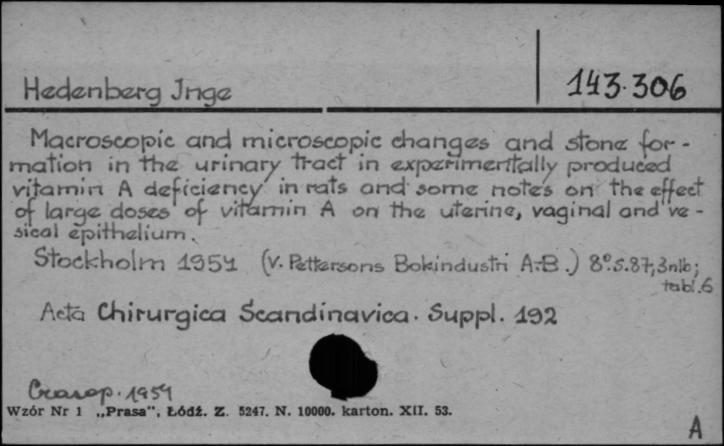 Hedenberg Inge
143.306
Macroscopic and microscopic changes and stone for-
mation in the urinary tract in experimentally produced
vitamin A deficiency in rats and some notes on the effect
of large doses of vitamin A on the uterine, vaginal and ve-
sical epithelium.
Stockholm 1954 (V. Pettersons Bokindustri A.-B.) 8°. s. 87, 3 nlb;
tabl. 6
Acta Chirurgica Scandinavica. Suppl. 192
Czasop. 1954
Wzór Nr 1 „Prasa", Łódź. Z. 5247. N. 10000. karton. XII. 53.
A